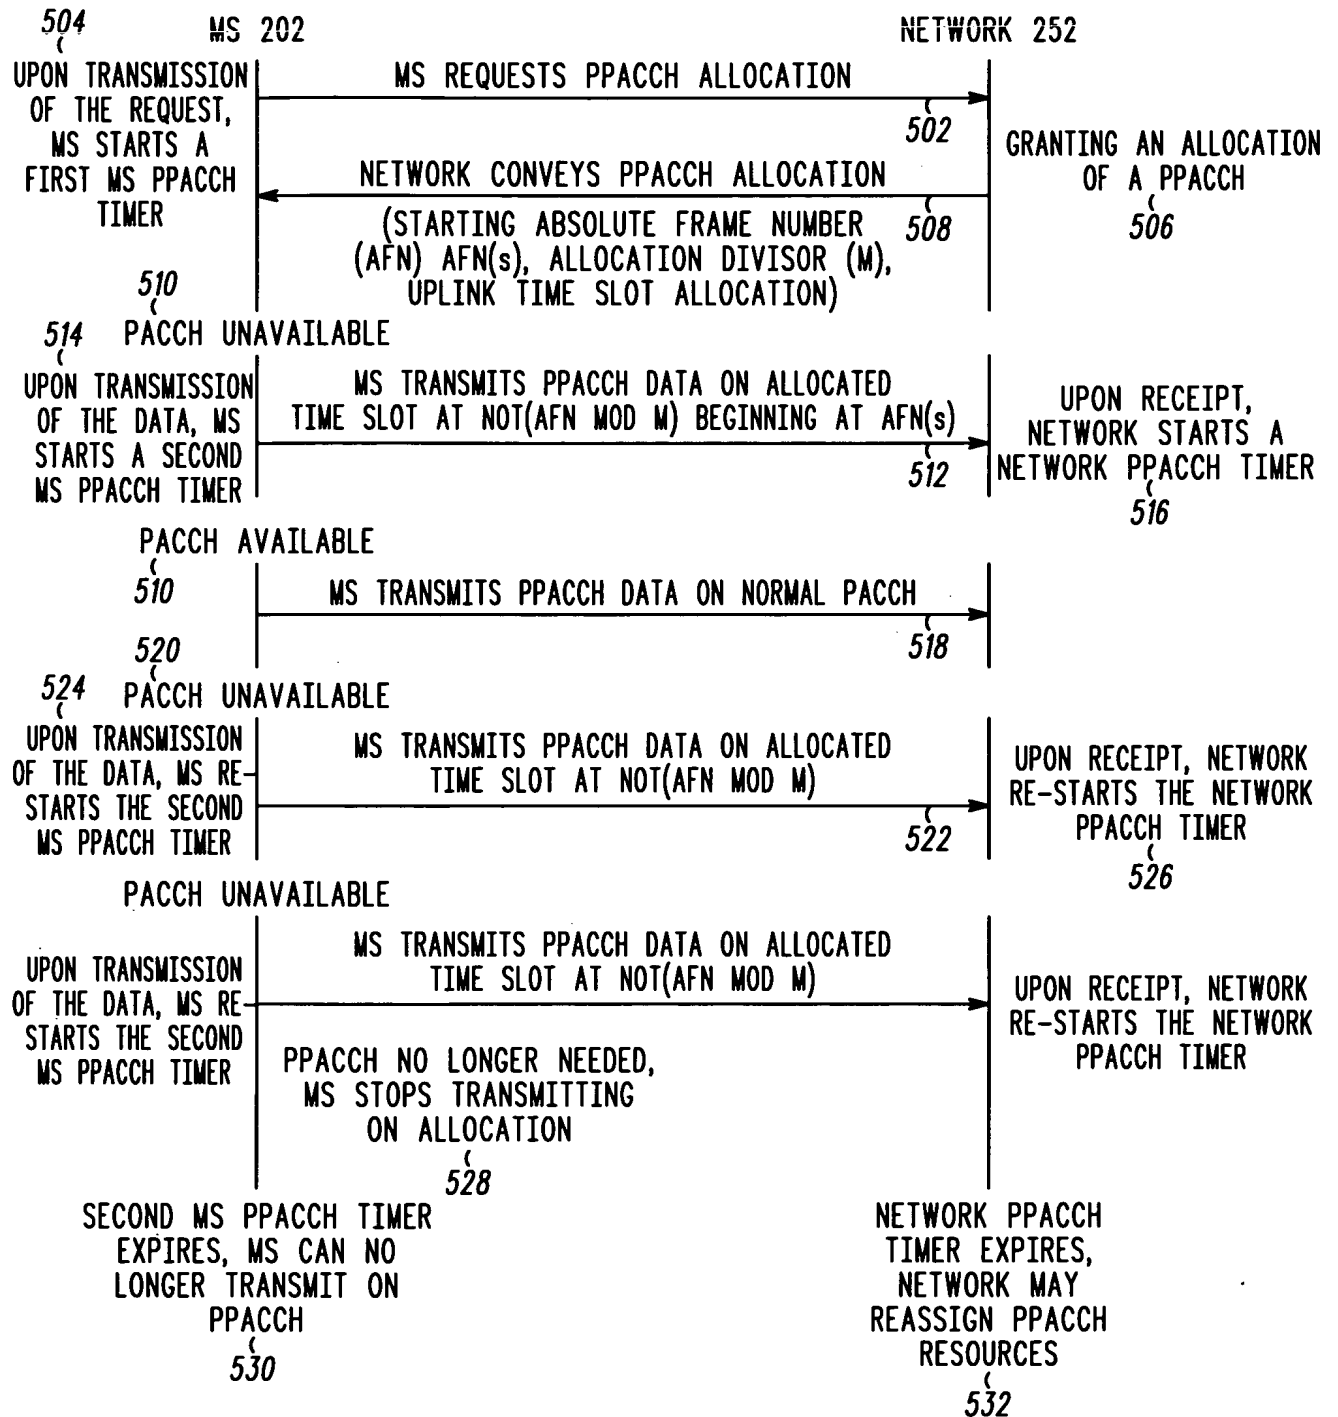 504
MS 202
NETWORK 252
UPON TRANSMISSION
OF THE REQUEST,
MS STARTS A
FIRST MS PPACCH
TIMER
MS REQUESTS PPACCH ALLOCATION
502
GRANTING AN ALLOCATION
OF A PPACCH
506
NETWORK CONVEYS PPACCH ALLOCATION
508
(STARTING ABSOLUTE FRAME NUMBER
(AFN) AFN(s), ALLOCATION DIVISOR (M),
UPLINK TIME SLOT ALLOCATION)
510
PACCH UNAVAILABLE
514
UPON TRANSMISSION
OF THE DATA, MS
STARTS A SECOND
MS PPACCH TIMER
MS TRANSMITS PPACCH DATA ON ALLOCATED
TIME SLOT AT NOT(AFN MOD M) BEGINNING AT AFN(s)
512
UPON RECEIPT,
NETWORK STARTS A
NETWORK PPACCH TIMER
516
PACCH AVAILABLE
510
MS TRANSMITS PPACCH DATA ON NORMAL PACCH
518
520
PACCH UNAVAILABLE
524
UPON TRANSMISSION
OF THE DATA, MS RE-
STARTS THE SECOND
MS PPACCH TIMER
MS TRANSMITS PPACCH DATA ON ALLOCATED
TIME SLOT AT NOT(AFN MOD M)
522
UPON RECEIPT, NETWORK
RE-STARTS THE NETWORK
PPACCH TIMER
526
PACCH UNAVAILABLE
UPON TRANSMISSION
OF THE DATA, MS RE-
STARTS THE SECOND
MS PPACCH TIMER
MS TRANSMITS PPACCH DATA ON ALLOCATED
TIME SLOT AT NOT(AFN MOD M)
UPON RECEIPT, NETWORK
RE-STARTS THE NETWORK
PPACCH TIMER
PPACCH NO LONGER NEEDED,
MS STOPS TRANSMITTING
ON ALLOCATION
528
SECOND MS PPACCH TIMER
EXPIRES, MS CAN NO
LONGER TRANSMIT ON
PPACCH
530
NETWORK PPACCH
TIMER EXPIRES,
NETWORK MAY
REASSIGN PPACCH
RESOURCES
532